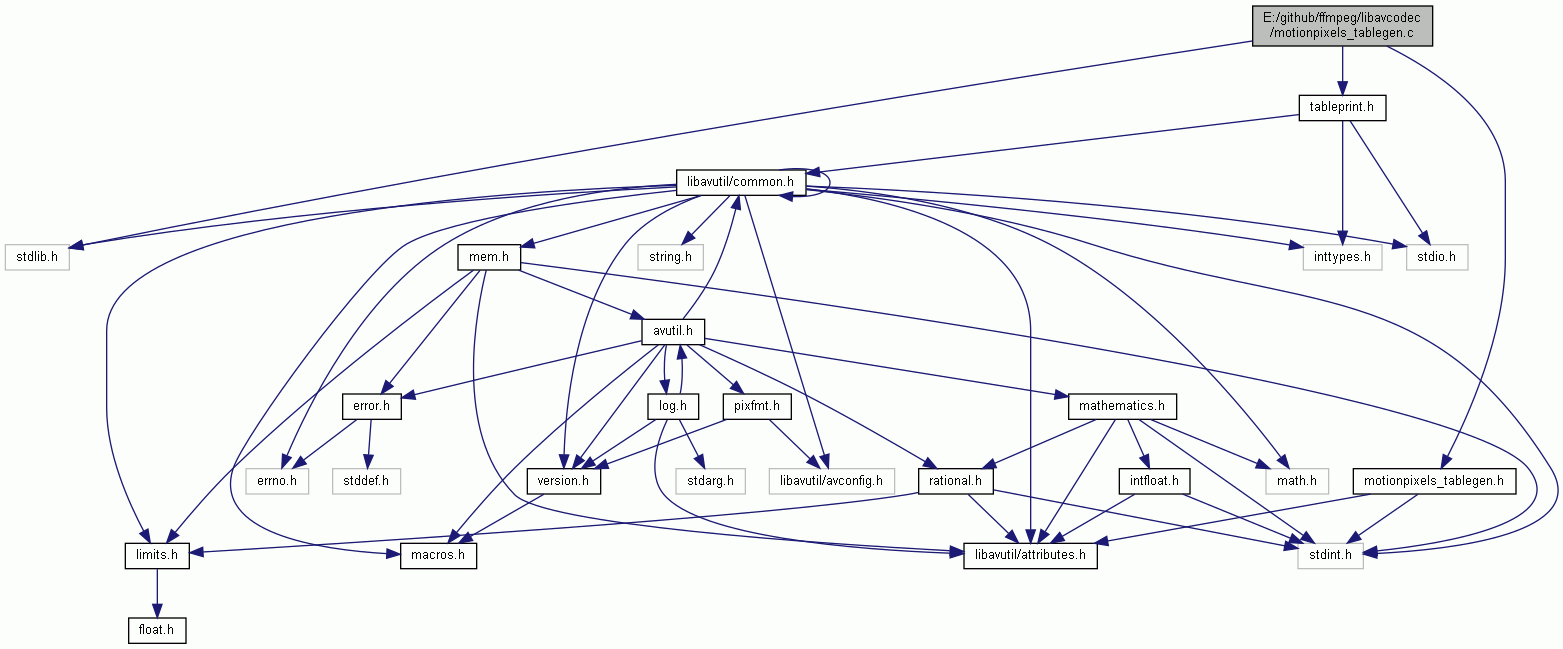 E:/github/ffmpeg/libavcodec
/motionpixels_tablegen.c
tableprint.h
libavutil/common.h
stdlib.h
mem.h
string.h
inttypes.h
stdio.h
avutil.h
error.h
log.h
pixfmt.h
mathematics.h
errno.h
stddef.h
version.h
stdarg.h
libavutil/avconfig.h
rational.h
intfloat.h
math.h
motionpixels_tablegen.h
limits.h
macros.h
libavutil/attributes.h
stdint.h
float.h